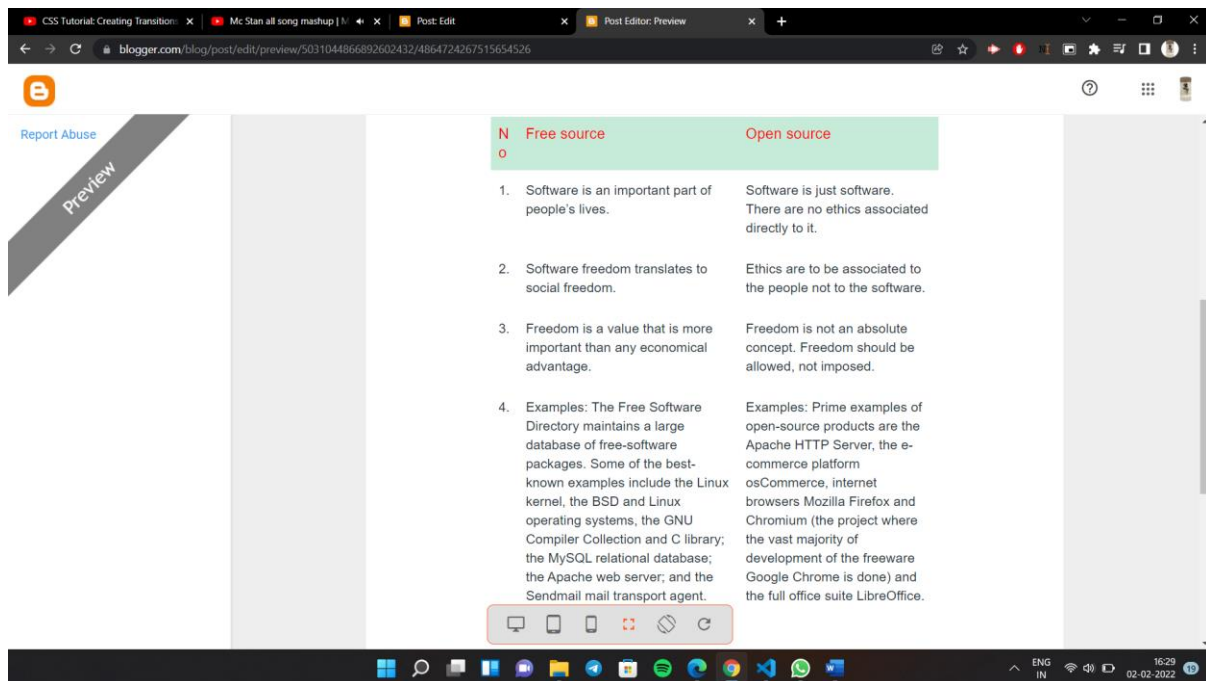 CSS Tutorial: Creating Transition
Mc Stan all song mashup | M
Post: Edit
Post Editor: Preview
blogger.com/blog/post/edit/preview/5031044866892602432/4864724267515654526
Report Abuse
Preview
No Free source Open source
1. Software is an important part of
people's lives.
Software is just software.
There are no ethics associated
directly to it.
2. Software freedom translates to
social freedom.
Ethics are to be associated to
the people not to the software.
3. Freedom is a value that is more
important than any economical
advantage.
Freedom is not an absolute
concept. Freedom should be
allowed, not imposed.
4. Examples: The Free Software
Directory maintains a large
database of free-software
packages. Some of the best-
known examples include the Linux
kernel, the BSD and Linux
operating systems, the GNU
Compiler Collection and C library;
the MySQL relational database;
the Apache web server; and the
Sendmail mail transport agent.
Examples: Prime examples of
open-source products are the
Apache HTTP Server, the e-
commerce platform
osCommerce, internet
browsers Mozilla Firefox and
Chromium (the project where
the vast majority of
development of the freeware
Google Chrome is done) and
the full office suite LibreOffice.
ENG
IN
16:29
02-02-2022
19